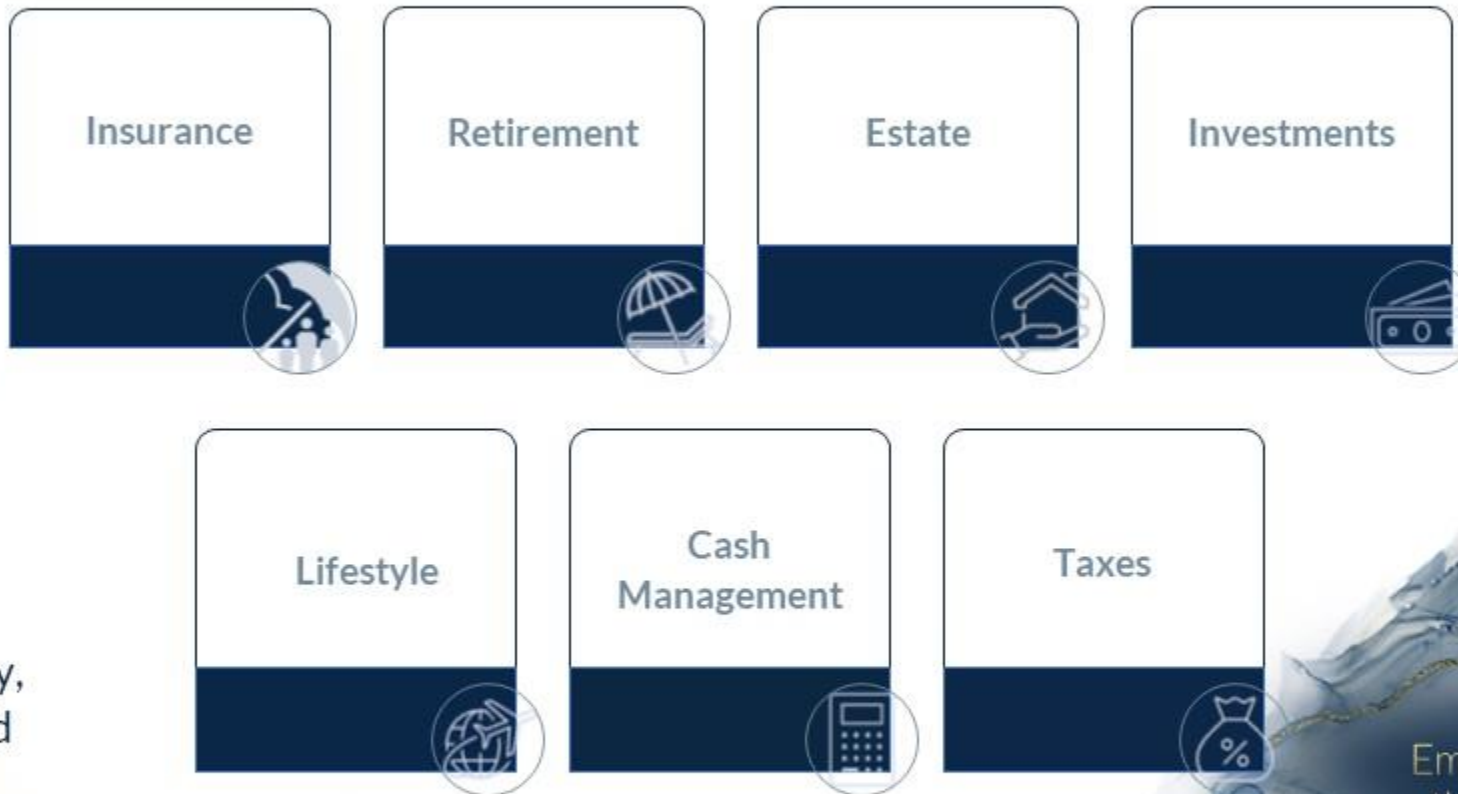 Insurance
Retirement
Estate
Investments
Lifestyle
Cash
Management
Taxes
%